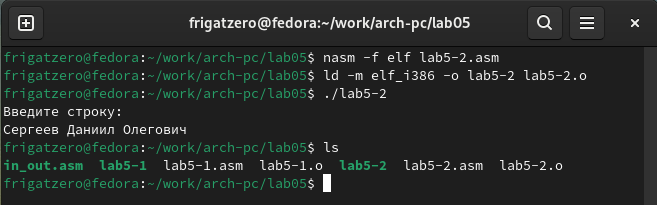 frigatzero@fedora:~/work/arch-pc/lab05
frigatzero@fedora:~/work/arch-pc/lab05$ nasm -f elf lab5-2.asm
frigatzero@fedora:~/work/arch-pc/lab05$ ld -m elf_i386 -o lab5-2 lab5-2.o
frigatzero@fedora:~/work/arch-pc/lab05$ ./lab5-2
Введите строку:
Сергеев Даниил Олегович
frigatzero@fedora:~/work/arch-pc/lab05$ ls
in_out.asm  lab5-1  lab5-1.asm  lab5-1.o  lab5-2  lab5-2.asm  lab5-2.o
frigatzero@fedora:~/work/arch-pc/lab05$